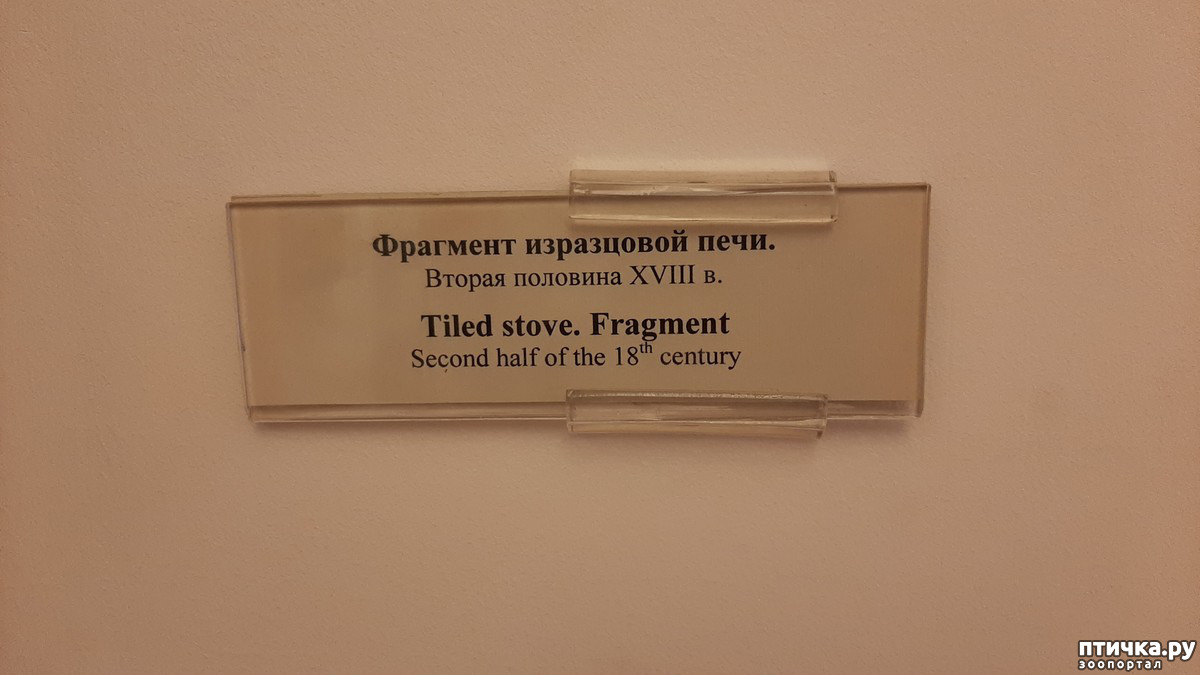 Фрагмент изразцовой печи.
Вторая половина XVIII в.
Tiled stove. Fragment
Second half of the 18th century
птичка.ру
зоопортал